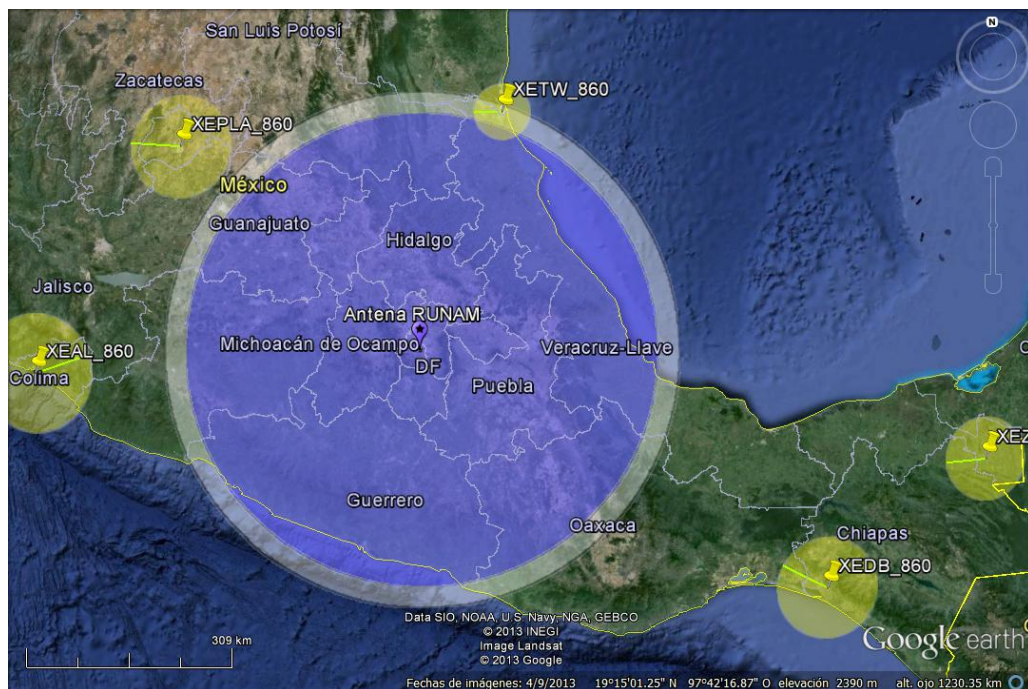 San Luis Potosí
N
Zacatecas
XETW_860
XEPLA_860
México
Guanajuato
Hidalgo
Jalisco
Antena RUNAM
XEAL_860
Michoacán de Ocampo
Veracruz-Llave
Colima
DF
Puebla
XEZ
Guerrero
Oaxaca
Chiapas
XEDB_860
Data SIO, NOAA, U.S. Navy, NGA, GEBCO
© 2013 INEGI
Image Landsat
© 2013 Google
309 km
Google earth
Fechas de imágenes: 4/9/2013 19°15'01.25" N 97°42'16.87" O elevación 2390 m alt. ojo 1230.35 km